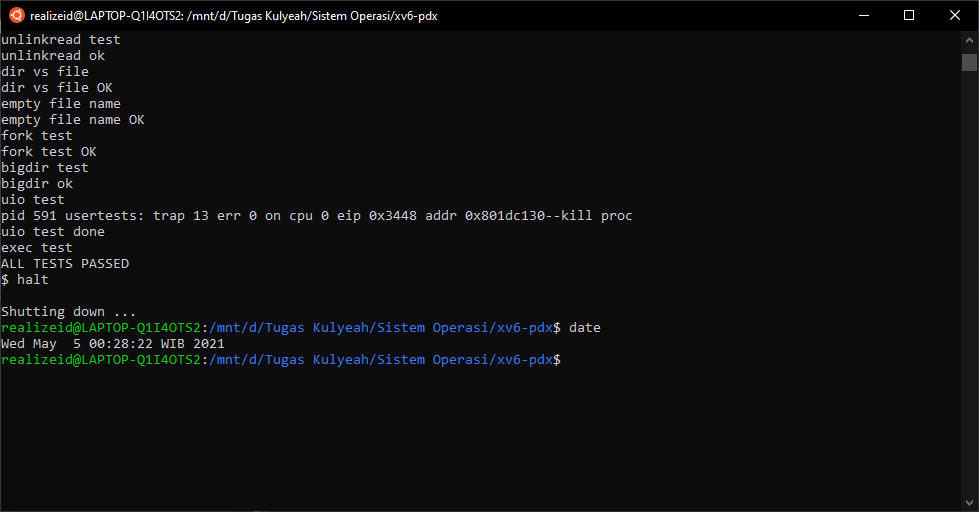 realizeid@LAPTOP-Q1I4OTS2: /mnt/d/Tugas Kulyeah/Sistem Operasi/xv6-pdx
unlinkread test
unlinkread ok
dir vs file
dir vs file OK
empty file name
empty file name OK
fork test
fork test OK
bigdir test
bigdir ok
uio test
pid 591 usertests: trap 13 err 0 on cpu 0 eip 0x3448 addr 0x801dc130--kill proc
uio test done
exec test
ALL TESTS PASSED
$ halt
Shutting down ...
realizeid@LAPTOP-Q1I4OTS2:/mnt/d/Tugas Kulyeah/Sistem Operasi/xv6-pdx$ date
Wed May  5 00:28:22 WIB 2021
realizeid@LAPTOP-Q1I4OTS2:/mnt/d/Tugas Kulyeah/Sistem Operasi/xv6-pdx$